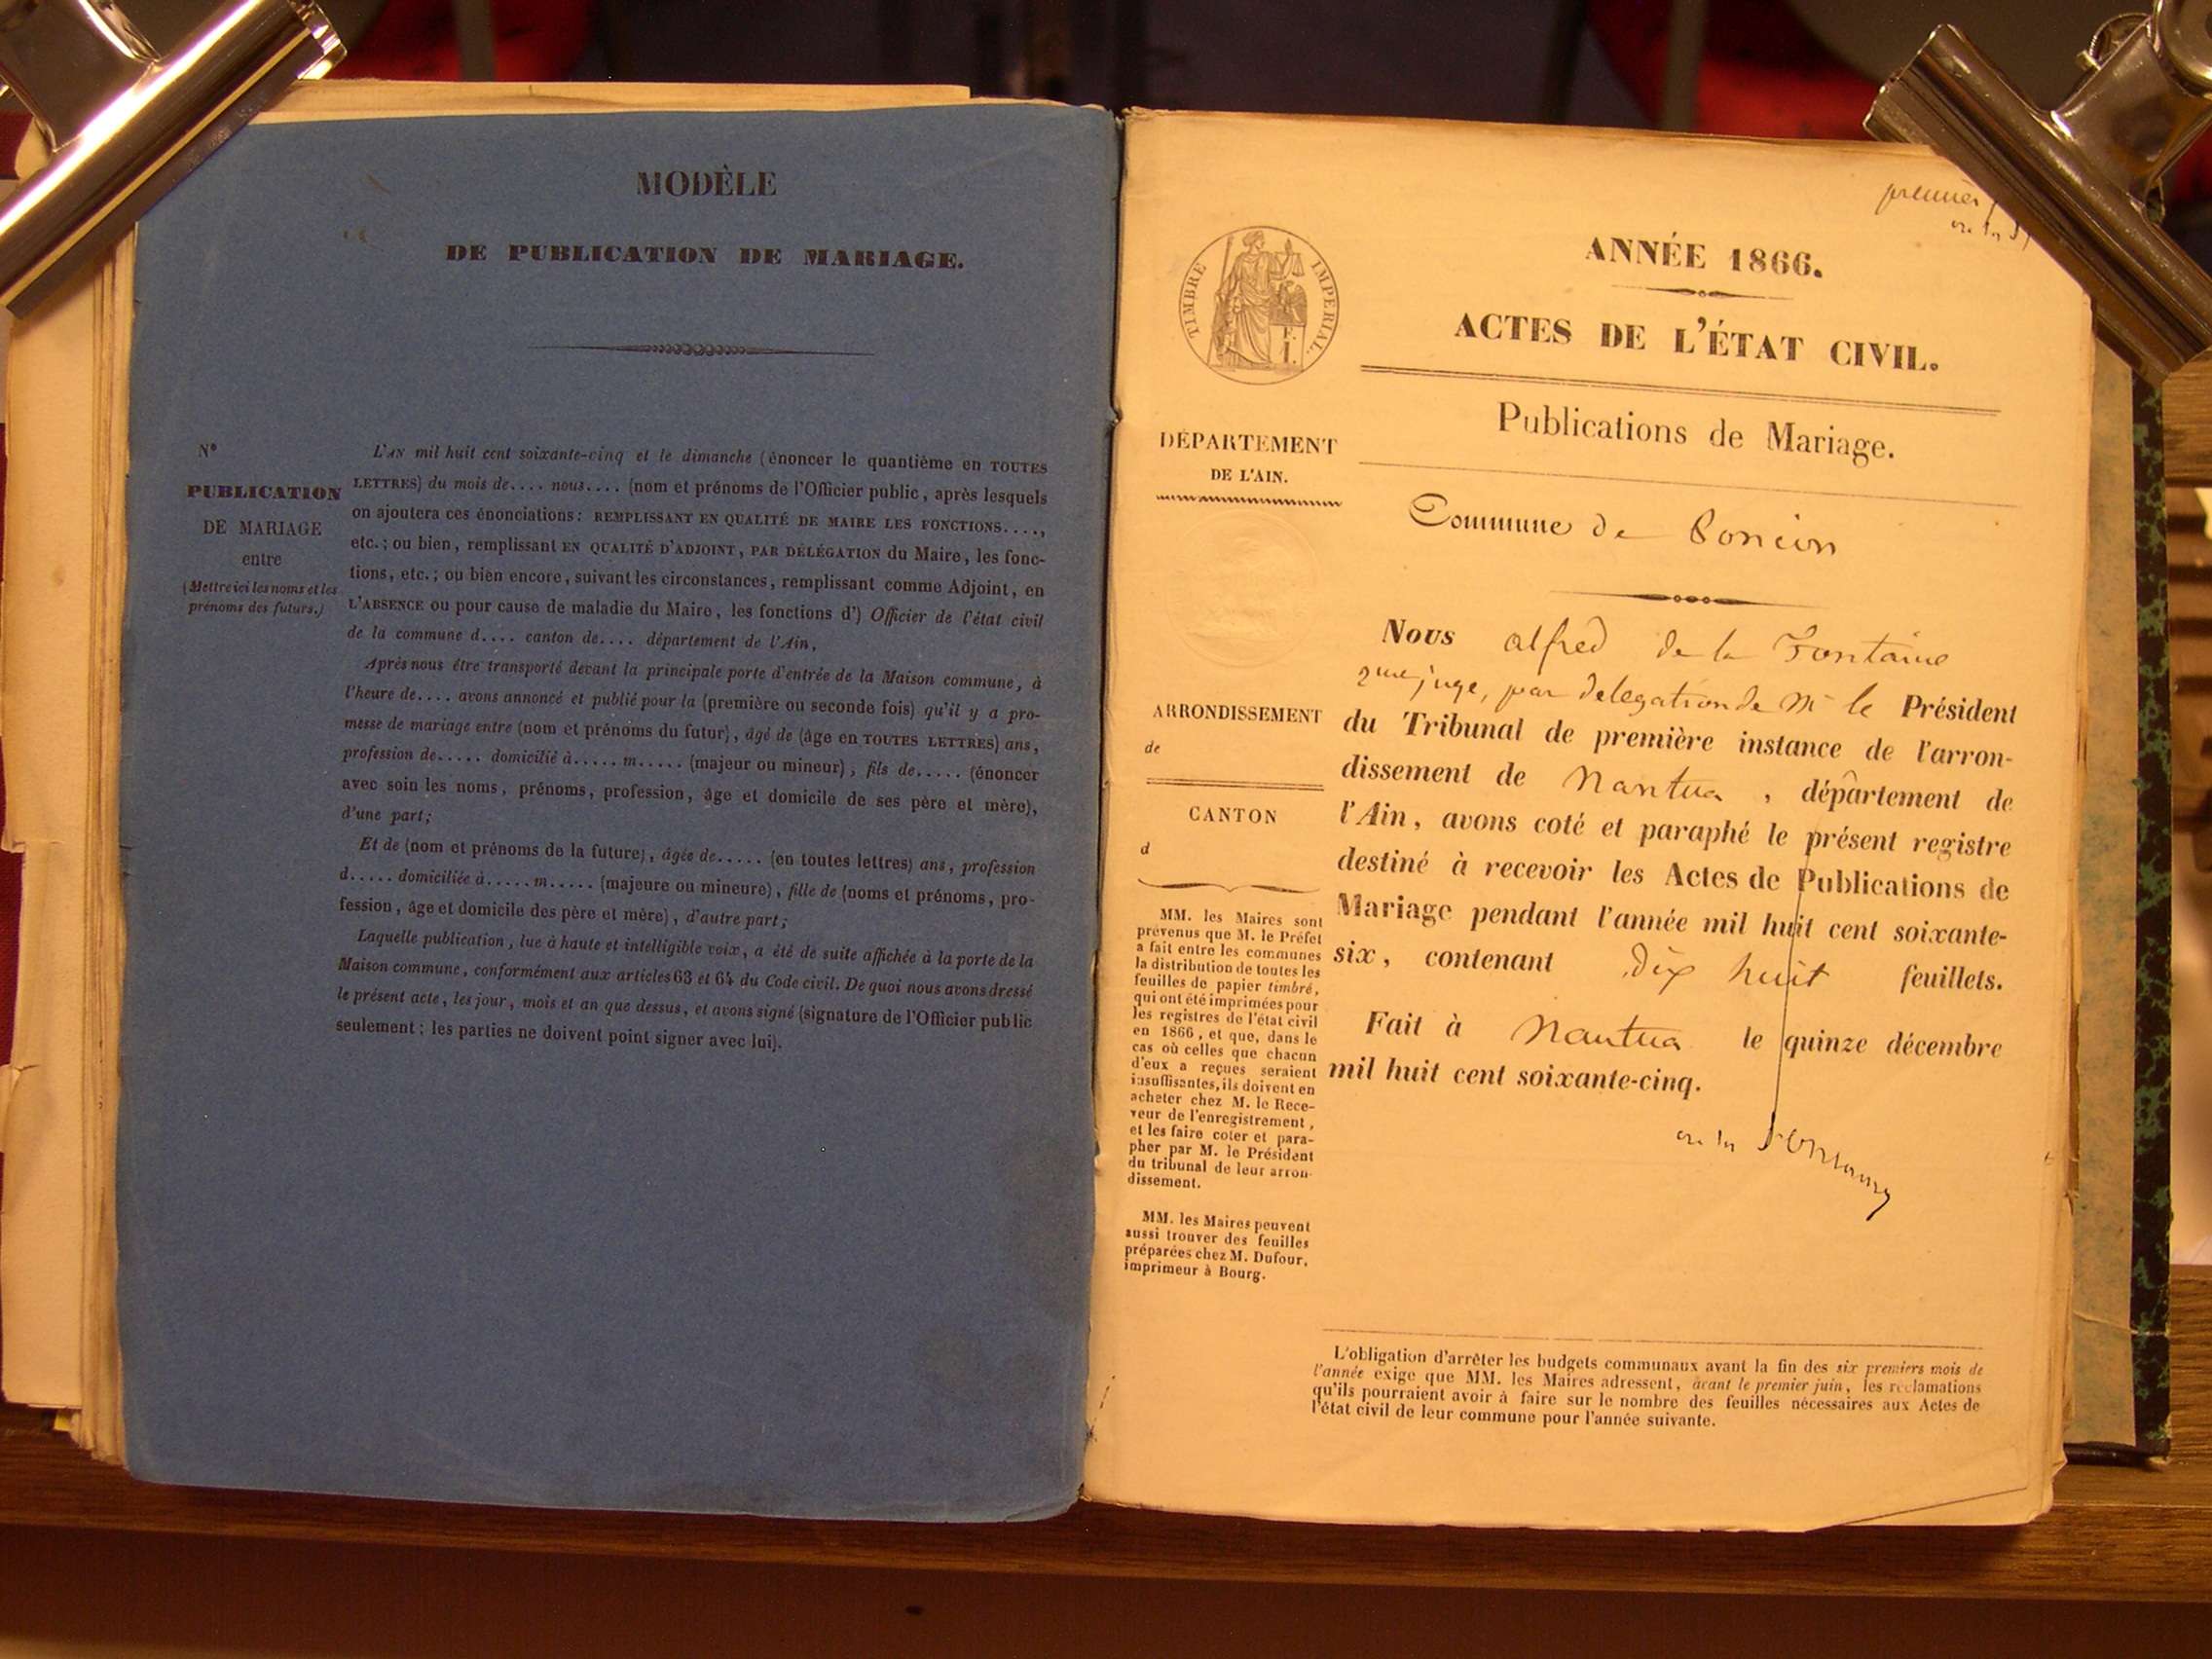 MODÈLE
DE PUBLICATION DE MARIAGE.
N°
PUBLICATION
DE MARIAGE
entre
(Mettre ici les noms et les
prénoms des futurs.)
L'AN mil huit cent soixante-cinq et le dimanche (énoncer le quantième en TOUTES
LETTRES) du mois de.... nous.... (nom et prénoms de l'Officier public, après lesquels
on ajoutera ces énonciations: REMPLISSANT EN QUALITÉ DE MAIRE LES FONCTIONS....,
etc.; ou bien, remplissant EN QUALITÉ D'ADJOINT, PAR DÉLÉGATION du Maire, les fonc-
tions, etc.; ou bien encore, suivant les circonstances, remplissant comme Adjoint, en
L'ABSENCE ou pour cause de maladie du Maire, les fonctions d') Officier de l'état civil
de la commune d.... canton de.... département de l'Ain,
Après nous être transporté devant la principale porte d'entrée de la Maison commune, à
l'heure de.... avons annoncé et publié pour la (première ou seconde fois) qu'il y a pro-
messe de mariage entre (nom et prénoms du futur), âgé de (âge en TOUTES LETTRES) ans,
profession de..... domicilié à..... m..... (majeur ou mineur), fils de..... (énoncer
avec soin les noms, prénoms, profession, âge et domicile de ses père et mère),
d'une part;
Et de (nom et prénoms de la future), âgée de..... (en toutes lettres) ans, profession
d..... domiciliée à..... m..... (majeure ou mineure), fille de (noms et prénoms, pro-
fession, âge et domicile des père et mère), d'autre part;
Laquelle publication, lue à haute et intelligible voix, a été de suite affichée à la porte de la
Maison commune, conformément aux articles 63 et 64 du Code civil. De quoi nous avons dressé
le présent acte, les jour, mois et an que dessus, et avons signé (signature de l'Officier public
seulement: les parties ne doivent point signer avec lui).
premier
ANNÉE 1866.
TIMBRE IMPERIAL.
E.
I.
ACTES DE L'ÉTAT CIVIL.
Publications de Mariage.
DÉPARTEMENT
DE L'AIN.
Commune de Poncin
Nous alfred de la Fontaine
juge, par delegation de Mr le Président
du Tribunal de première instance de l'arron-
dissement de Nantua, département de
l'Ain, avons coté et paraphé le présent registre
destiné à recevoir les Actes de Publications de
Mariage pendant l'année mil huit cent soixante-
six, contenant dix huit feuillets.
Fait à Nantua le quinze décembre
mil huit cent soixante-cinq.
ARRONDISSEMENT
de
CANTON
d
MM. les Maires sont
prévenus que M. le Préfet
a fait entre les communes
la distribution de toutes les
feuilles de papier timbré,
qui ont été imprimées pour
les registres de l'état civil
en 1866, et que, dans le
cas où celles que chacun
d'eux a reçues seraient
insuffisantes, ils doivent en
acheter chez M. le Rece-
veur de l'enregistrement,
et les faire coter et para-
pher par M. le Président
du tribunal de leur arron-
dissement.
MM. les Maires peuvent
aussi trouver des feuilles
préparées chez M. Dufour,
imprimeur à Bourg.
L'obligation d'arrêter les budgets communaux avant la fin des six premiers mois de
l'année exige que MM. les Maires adressent, avant le premier juin, les réclamations
qu'ils pourraient avoir à faire sur le nombre des feuilles nécessaires aux Actes de
l'état civil de leur commune pour l'année suivante.